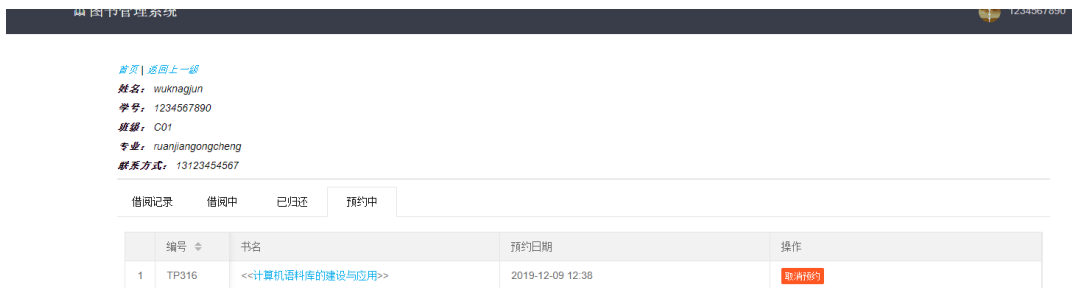 图书管理系统 1234567890
首页 | 返回上一级
姓名： wuknagjun
学号： 1234567890
班级： C01
专业： ruanjiangongcheng
联系方式： 13123454567
借阅记录 借阅中 已归还 预约中
编号 书名 预约日期 操作
1 TP316 <<计算机语料库的建设与应用>> 2019-12-09 12:38 取消预约